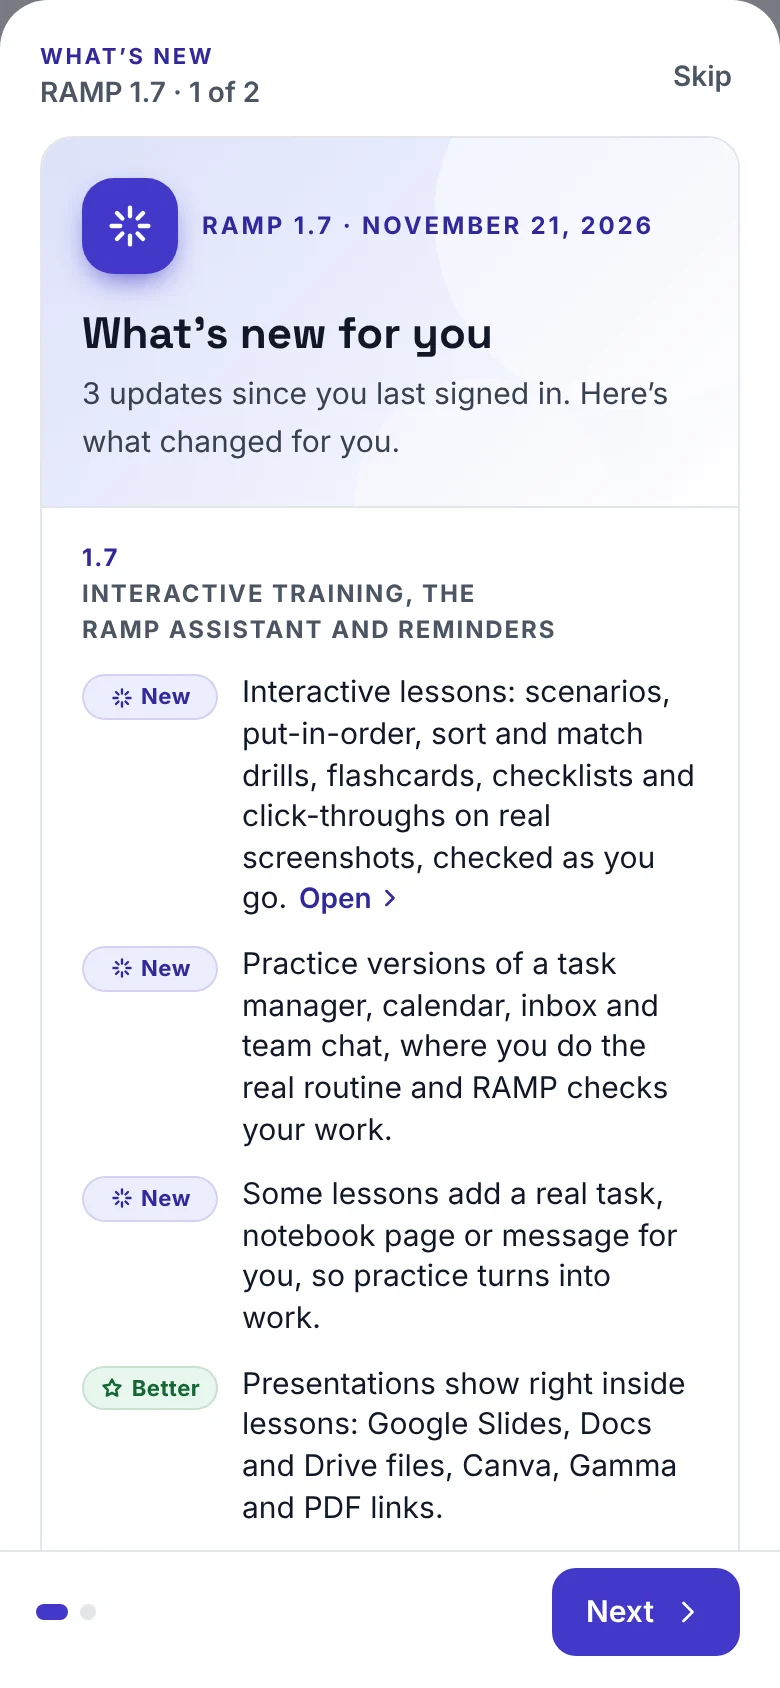 WHAT’S NEW
RAMP 1.7 · 1 of 2
Skip
RAMP 1.7 · NOVEMBER 21, 2026
What’s new for you
3 updates since you last signed in. Here’s
what changed for you.
1.7
INTERACTIVE TRAINING, THE
RAMP ASSISTANT AND REMINDERS
New
Interactive lessons: scenarios,
put-in-order, sort and match
drills, flashcards, checklists and
click-throughs on real
screenshots, checked as you
go. Open
New
Practice versions of a task
manager, calendar, inbox and
team chat, where you do the
real routine and RAMP checks
your work.
New
Some lessons add a real task,
notebook page or message for
you, so practice turns into
work.
Better
Presentations show right inside
lessons: Google Slides, Docs
and Drive files, Canva, Gamma
and PDF links.
Next